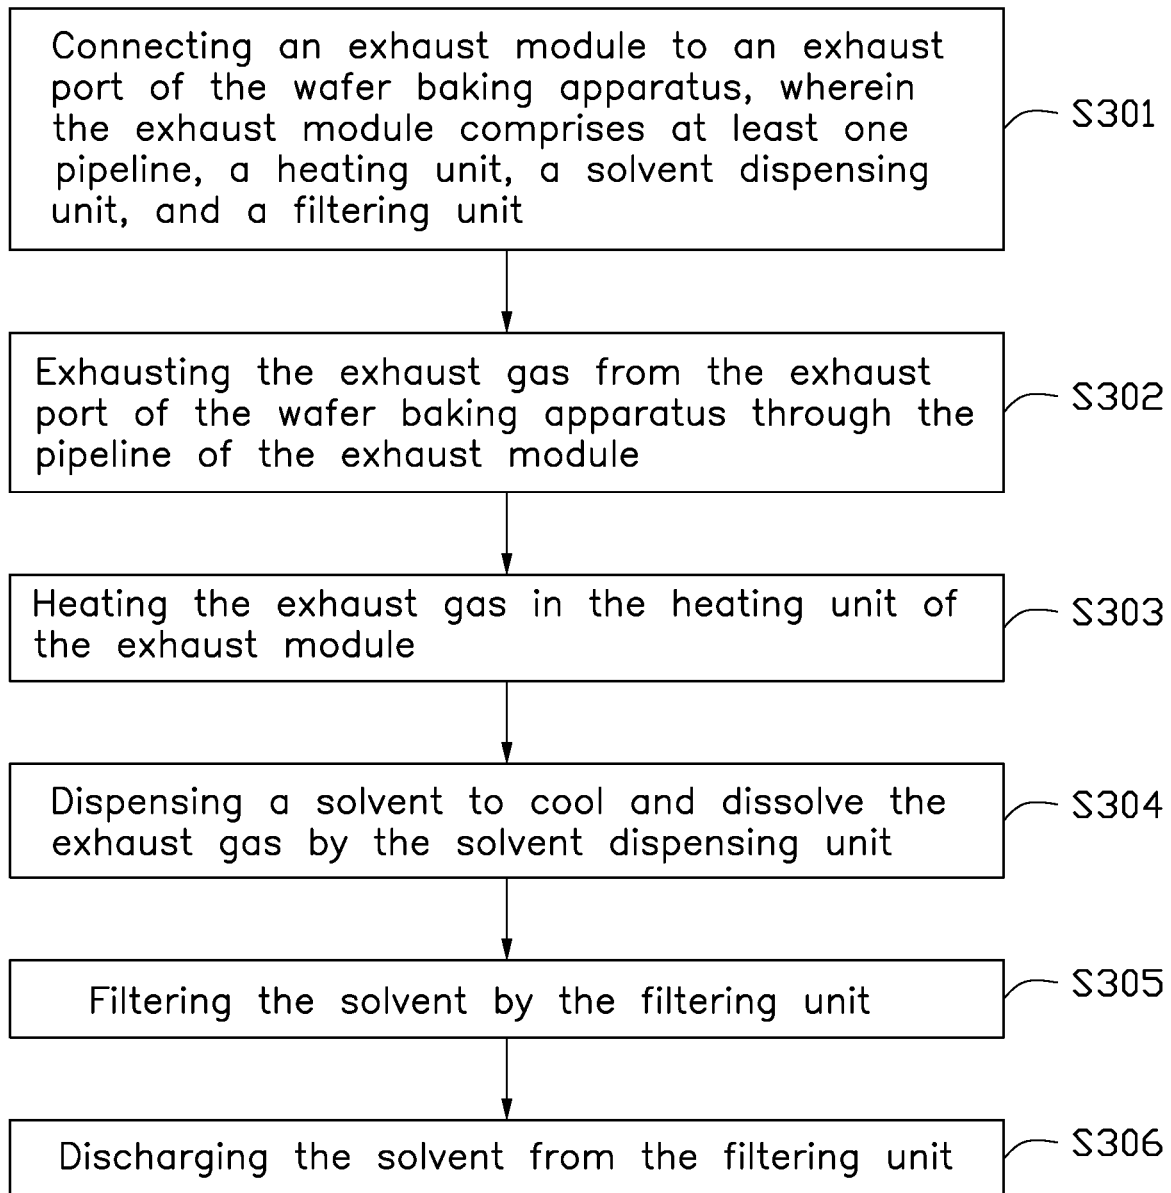 Connecting an exhaust module to an exhaust
port of the wafer baking apparatus, wherein
the exhaust module comprises at least one
pipeline, a heating unit, a solvent dispensing
unit, and a filtering unit
S301
Exhausting the exhaust gas from the exhaust
port of the wafer baking apparatus through the
pipeline of the exhaust module
S302
Heating the exhaust gas in the heating unit of
the exhaust module
S303
Dispensing a solvent to cool and dissolve the
exhaust gas by the solvent dispensing unit
S304
Filtering the solvent by the filtering unit
S305
Discharging the solvent from the filtering unit
S306